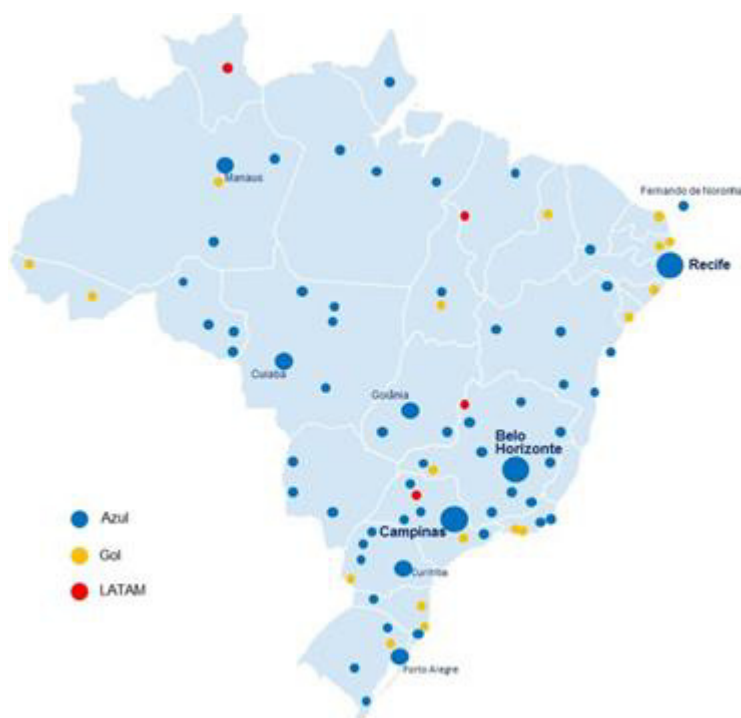 Manaus
Fernando de Noronha
Recife
Cuiabá
Goiânia
Belo
Horizonte
Azul
Gol
LATAM
Campinas
Curitiba
Porto Alegre